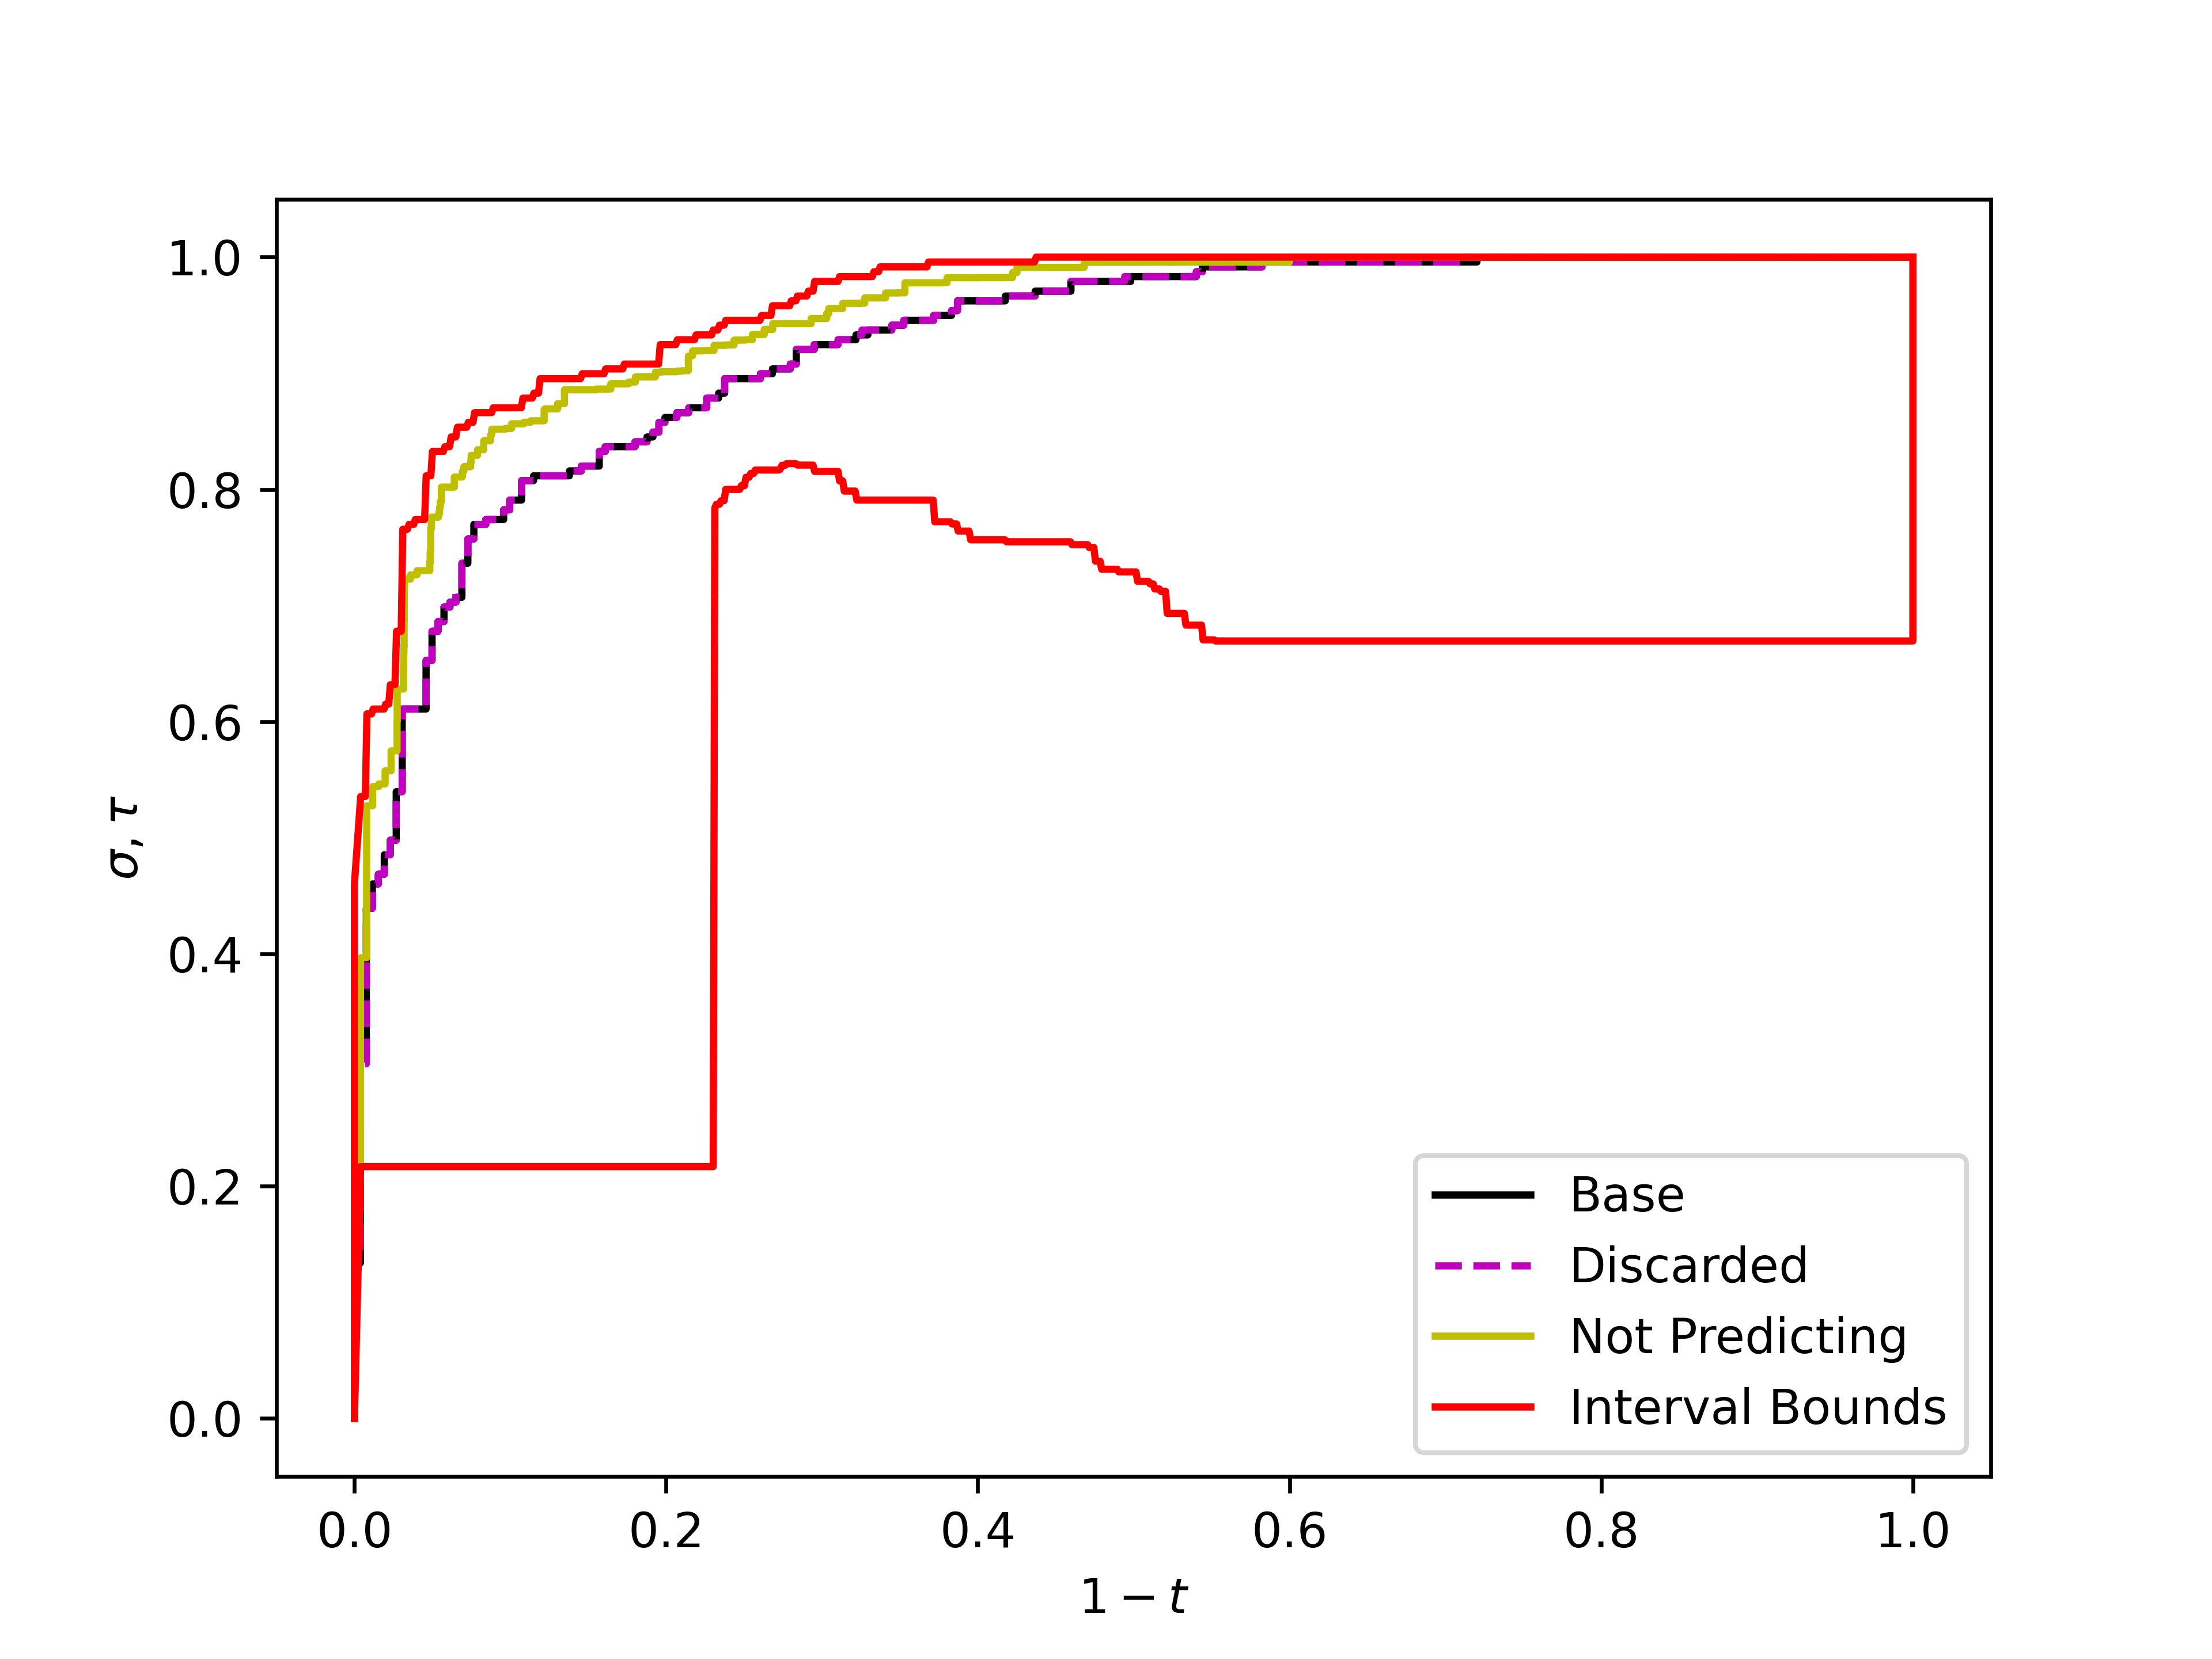 1.0
0.8
0.6
0.4
0.2
0.0
σ, τ
0.0 0.2 0.4 0.6 0.8 1.0
1 − t
Base
Discarded
Not Predicting
Interval Bounds